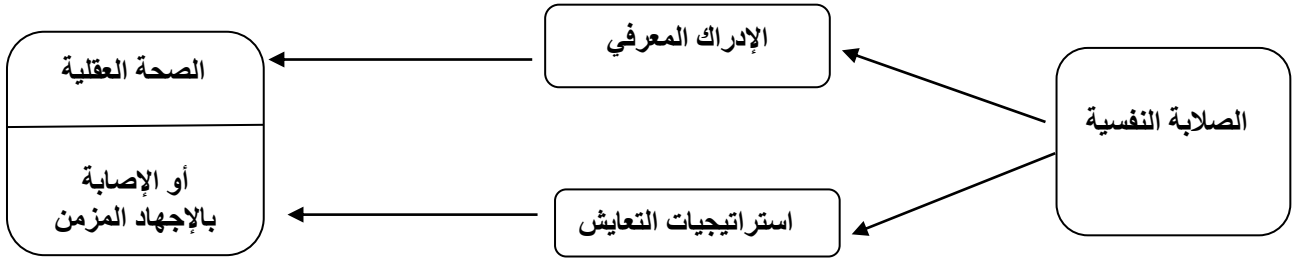 الصلابة النفسية
الإدراك المعرفي
استراتيجيات التعايش
الصحة العقلية
أو الإصابة
بالإجهاد المزمن